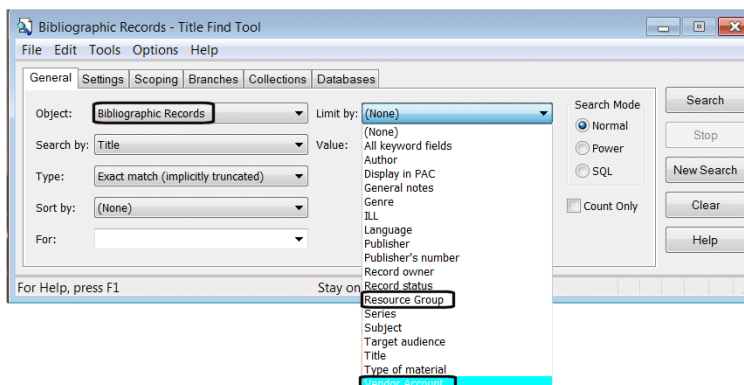 Bibliographic Records - Title Find Tool
File Edit Tools Options Help
General Settings Scoping Branches Collections Databases
Object: Bibliographic Records Limit by: (None)
Search by: Title Value:
Type: Exact match (implicitly truncated)
Sort by: (None)
For:
(None)
All keyword fields
Author
Display in PAC
General notes
Genre
ILL
Language
Publisher
Publisher's number
Record owner
Record status
Resource Group
Series
Subject
Target audience
Title
Type of material
Vendor Account
Search Mode
Normal
Power
SQL
Count Only
Search
Stop
New Search
Clear
Help
For Help, press F1 Stay on